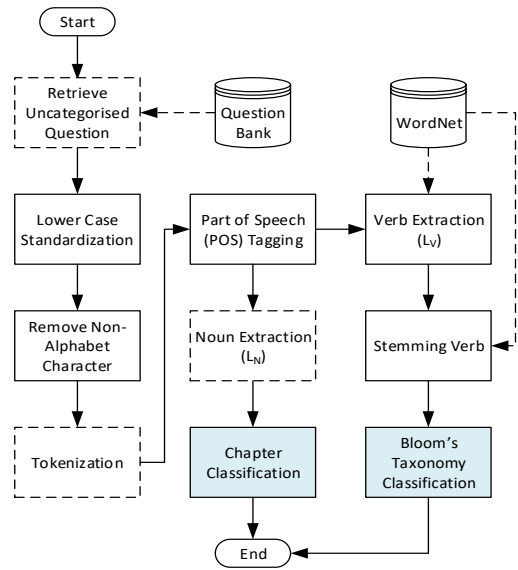 Start
Retrieve
Uncategorised
Question
Question
Bank
WordNet
Lower Case
Standardization
Part of Speech
(POS) Tagging
Verb Extraction
(LV)
Remove Non-
Alphabet
Character
Noun Extraction
(LN)
Stemming Verb
Tokenization
Chapter
Classification
Bloom’s
Taxonomy
Classification
End